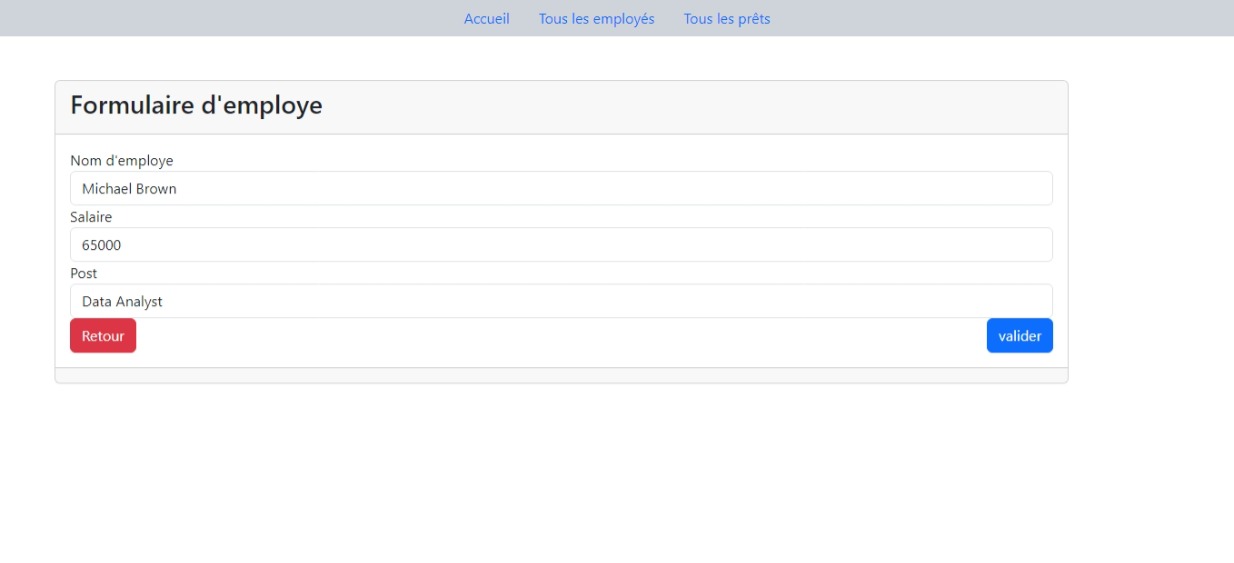 Accueil Tous les employés Tous les prêts
Formulaire d'employe
Nom d'employe
Michael Brown
Salaire
65000
Post
Data Analyst
Retour valider